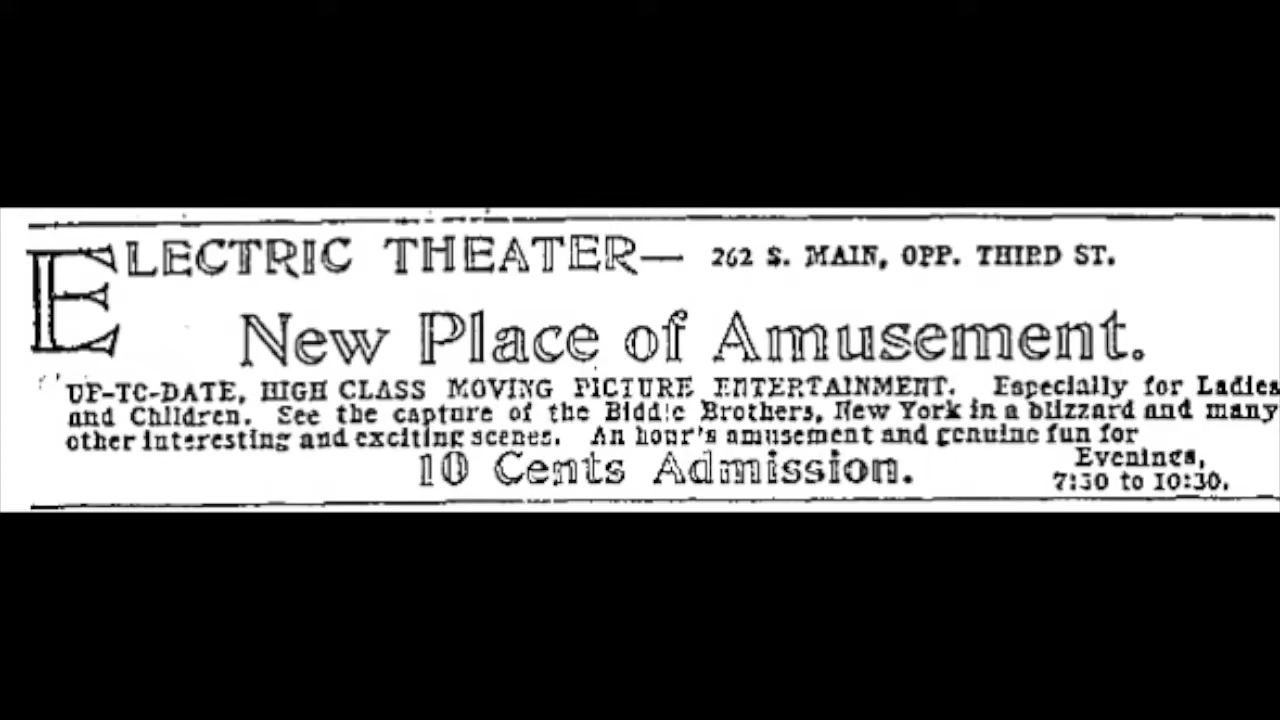 ELECTRIC THEATER— 262 S. MAIN, OPP. THIRD ST.
New Place of Amusement.
UP-TO-DATE, HIGH CLASS MOVING PICTURE ENTERTAINMENT. Especially for Ladies
and Children. See the capture of the Biddle Brothers, New York in a blizzard and many
other interesting and exciting scenes. An hour's amusement and genuine fun for
10 Cents Admission.
Evenings,
7:30 to 10:30.